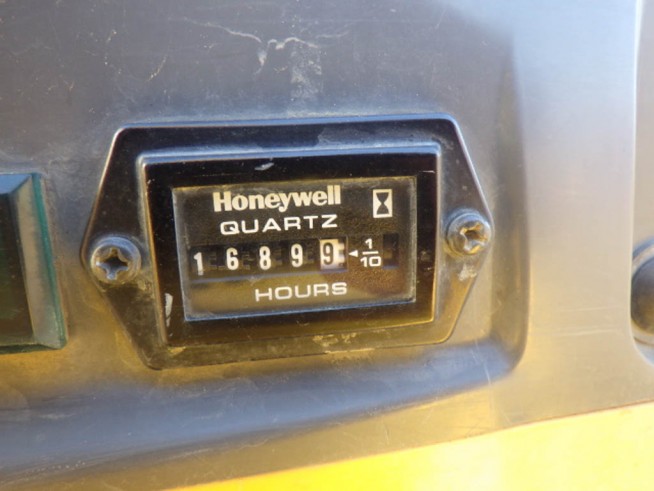 Honeywell
QUARTZ
1 6 8 9 9 ◄ 1/10
HOURS